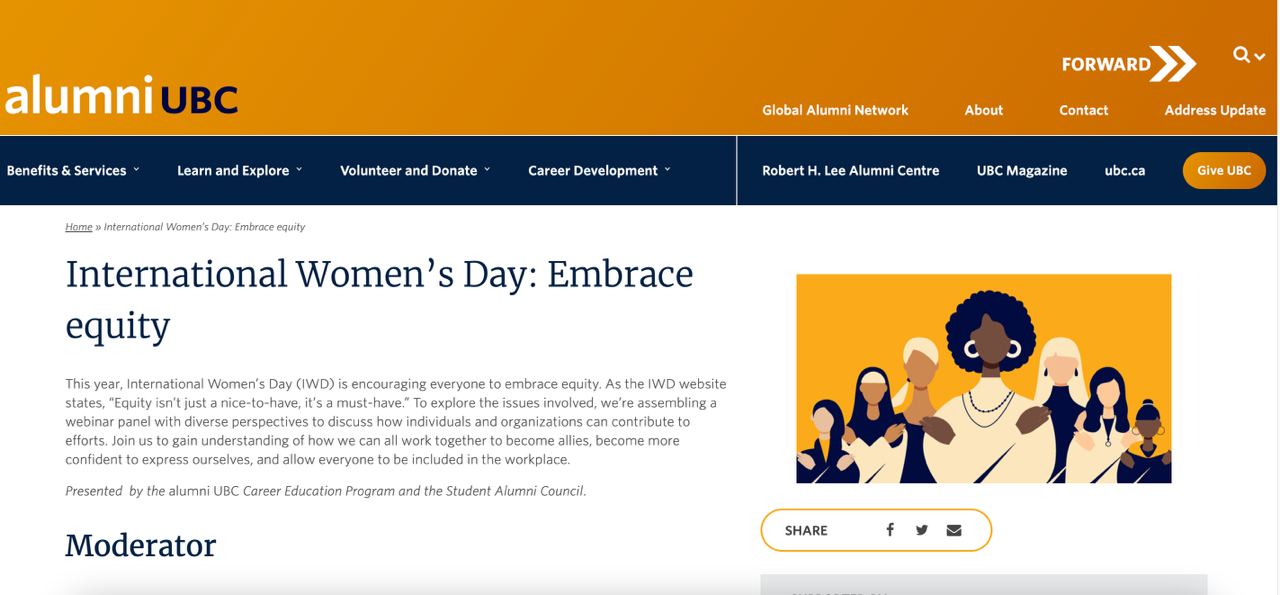 FORWARD
alumni UBC
Global Alumni Network About Contact Address Update
Benefits & Services Learn and Explore Volunteer and Donate Career Development Robert H. Lee Alumni Centre UBC Magazine ubc.ca Give UBC
Home » International Women's Day: Embrace equity
International Women's Day: Embrace
equity
This year, International Women's Day (IWD) is encouraging everyone to embrace equity. As the IWD website
states, "Equity isn't just a nice-to-have, it's a must-have." To explore the issues involved, we're assembling a
webinar panel with diverse perspectives to discuss how individuals and organizations can contribute to
efforts. Join us to gain understanding of how we can all work together to become allies, become more
confident to express ourselves, and allow everyone to be included in the workplace.
Presented by the alumni UBC Career Education Program and the Student Alumni Council.
Moderator
SHARE